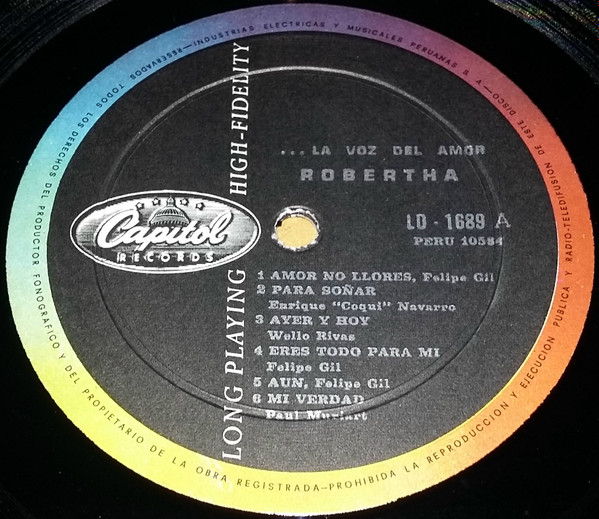 INDUSTRIAS ELECTRICAS Y MUSICALES PERUANAS S A—PROHIBIDA LA REPRODUCCION Y EJECUCION PUBLICA Y RADIO-TELEDIFUSION DE ESTE DISCO—
TODOS LOS DERECHOS DEL PRODUCTOR FONOGRAFICO Y DEL PROPIETARIO DE LA OBRA REGISTRADA—
RESERVADOS—
LONG PLAYING HIGH-FIDELITY
...LA VOZ DEL AMOR
ROBERTHA
Capitol
RECORDS
LD-1689 A
PERU 10584
1 AMOR NO LLORES, Felipe Gil
2 PARA SOÑAR
Enrique "Coqui" Navarro
3 AYER Y HOY
Wello Rivas
4 ERES TODO PARA MI
Felipe Gil
5 AUN, Felipe Gil
6 MI VERDAD
Paul